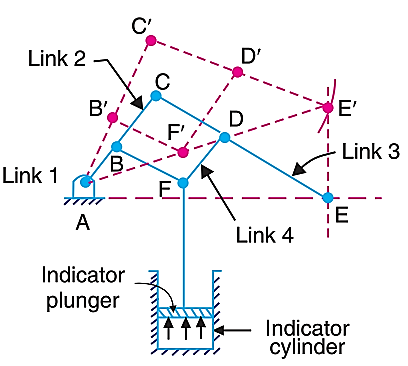 C'
Link 2
D'
C
B'
D
E'
F'
B
Link 3
Link 1
F
A
E
Link 4
Indicator
plunger
Indicator
cylinder